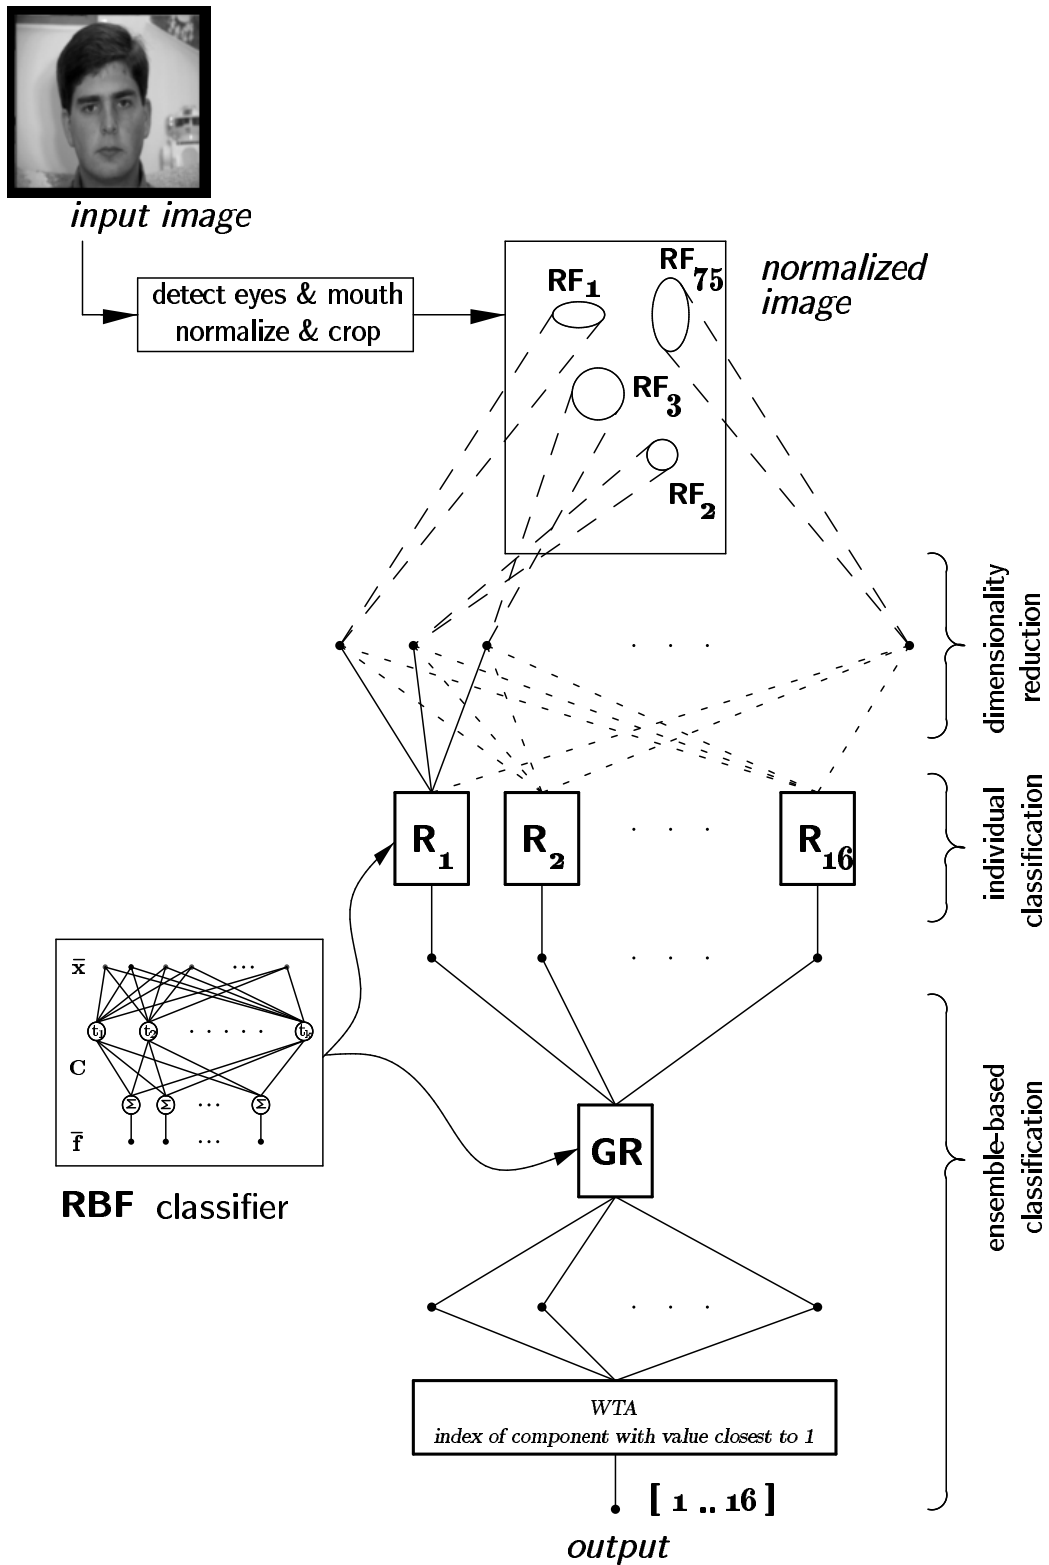 input image
detect eyes & mouth
normalize & crop
RF1
RF75
RF3
RF2
normalized
image
dimensionality
reduction
R1
R2
. . .
R16
individual
classification
x̄
t1
t2
. . . . .
tk
C
Σ
Σ
...
Σ
f̄
RBF classifier
GR
ensemble-based
classification
WTA
index of component with value closest to 1
[ 1 .. 16 ]
output